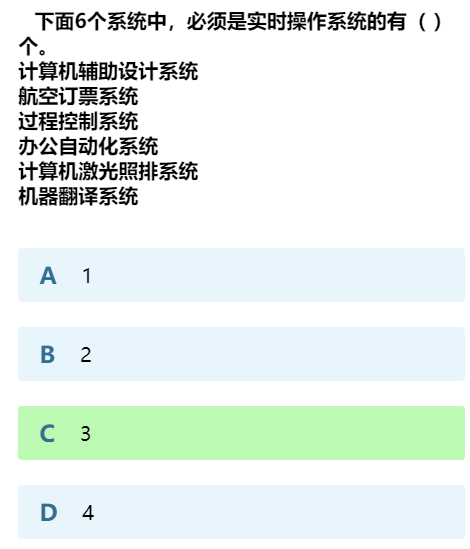 下面6个系统中，必须是实时操作系统的有（ ）
个。
计算机辅助设计系统
航空订票系统
过程控制系统
办公自动化系统
计算机激光照排系统
机器翻译系统
A 1
B 2
C 3
D 4